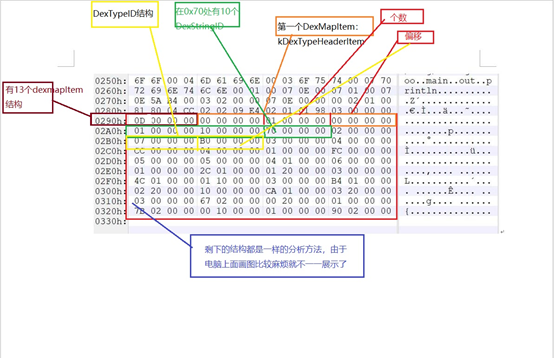 DexTypeID结构
在0x70处有10个
DexStringID
第一个DexMapItem:
kDexTypeHeaderItem
个数
偏移
有13个dexmapItem
结构
0250h: 6F 6F 00 04 6D 61 69 6E 00 03 6F 75 74 00 07 70 oo..main..out..p
0260h: 72 69 6E 74 6C 6E 00 01 00 07 0E 00 07 01 00 07 rintln..........
0270h: 0E 5A B4 00 03 02 00 00 07 0E 00 00 00 02 01 00
0280h: 81 80 04 CC 02 02 09 E4 02 01 01 98 03 00 00 00
0290h: 0D 00 00 00 00 00 00 00 01 00 00 00 00 00 00 00
02A0h: 01 00 00 00 10 00 00 00 70 00 00 00 02 00 00 00
02B0h: 07 00 00 00 B0 00 00 00 03 00 00 00 04 00 00 00
02C0h: CC 00 00 00 04 00 00 00 01 00 00 00 FC 00 00 00
02D0h: 05 00 00 00 05 00 00 00 04 01 00 00 06 00 00 00
02E0h: 01 00 00 00 2C 01 00 00 01 20 00 00 03 00 00 00
02F0h: 4C 01 00 00 01 10 00 00 03 00 00 00 B4 01 00 00
0300h: 02 20 00 00 10 00 00 00 CA 01 00 00 03 20 00 00
0310h: 03 00 00 00 67 02 00 00 00 20 00 00 01 00 00 00
0320h: 7B 02 00 00 00 10 00 00 01 00 00 00 90 02 00 00
剩下的结构都是一样的分析方法，由于
电脑上面画图比较麻烦就不一一展示了